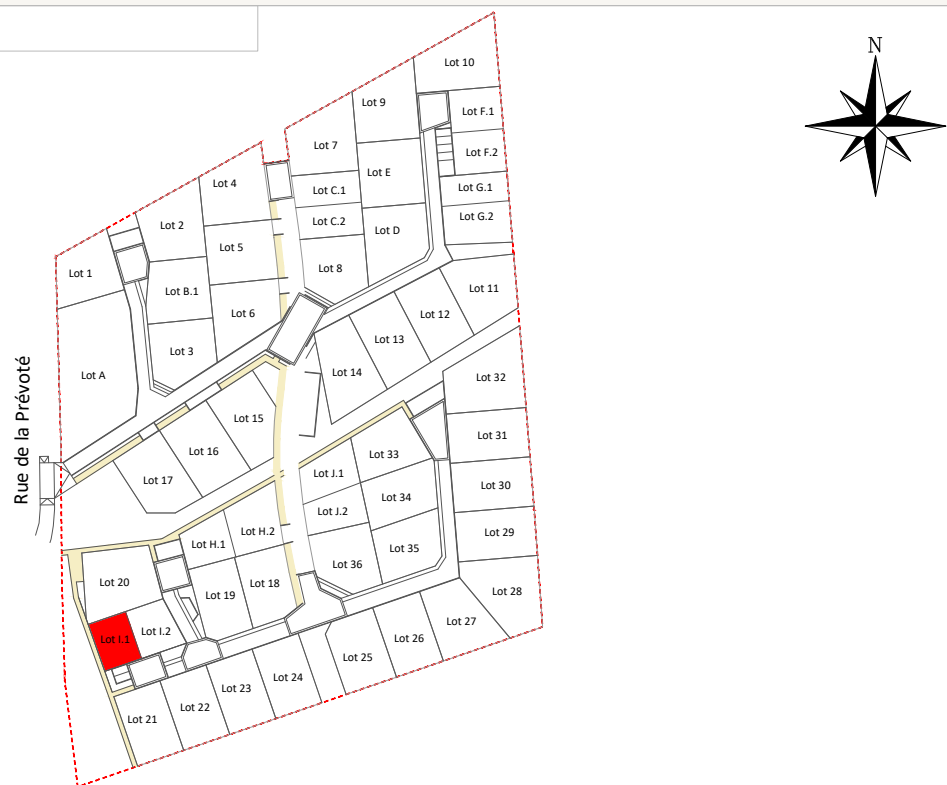 N
Lot 10
Lot 9
Lot F.1
Lot 7
Lot F.2
Lot E
Lot 4
Lot C.1
Lot G.1
Lot 2
Lot C.2
Lot G.2
Lot D
Lot 5
Lot 1
Lot 8
Lot B.1
Lot 11
Lot 6
Lot 12
Lot 13
Lot 3
Lot A
Lot 14
Lot 32
Rue de la Prévoté
Lot 15
Lot 31
Lot 16
Lot 33
Lot J.1
Lot 17
Lot 30
Lot 34
Lot J.2
Lot H.2
Lot 29
Lot H.1
Lot 35
Lot 36
Lot 20
Lot 18
Lot 28
Lot 19
Lot 27
Lot I.2
Lot I.1
Lot 26
Lot 25
Lot 24
Lot 23
Lot 22
Lot 21